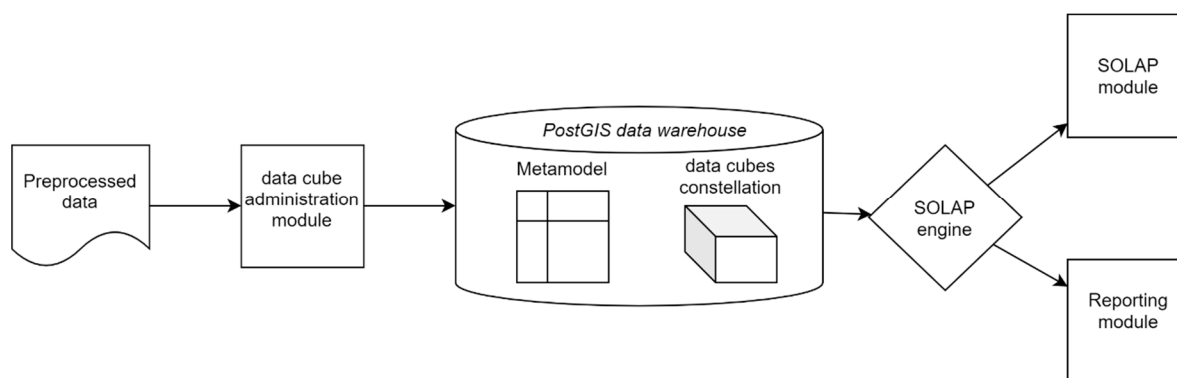 Preprocessed
data
data cube
administration
module
PostGIS data warehouse
Metamodel
data cubes
constellation
SOLAP
engine
SOLAP
module
Reporting
module